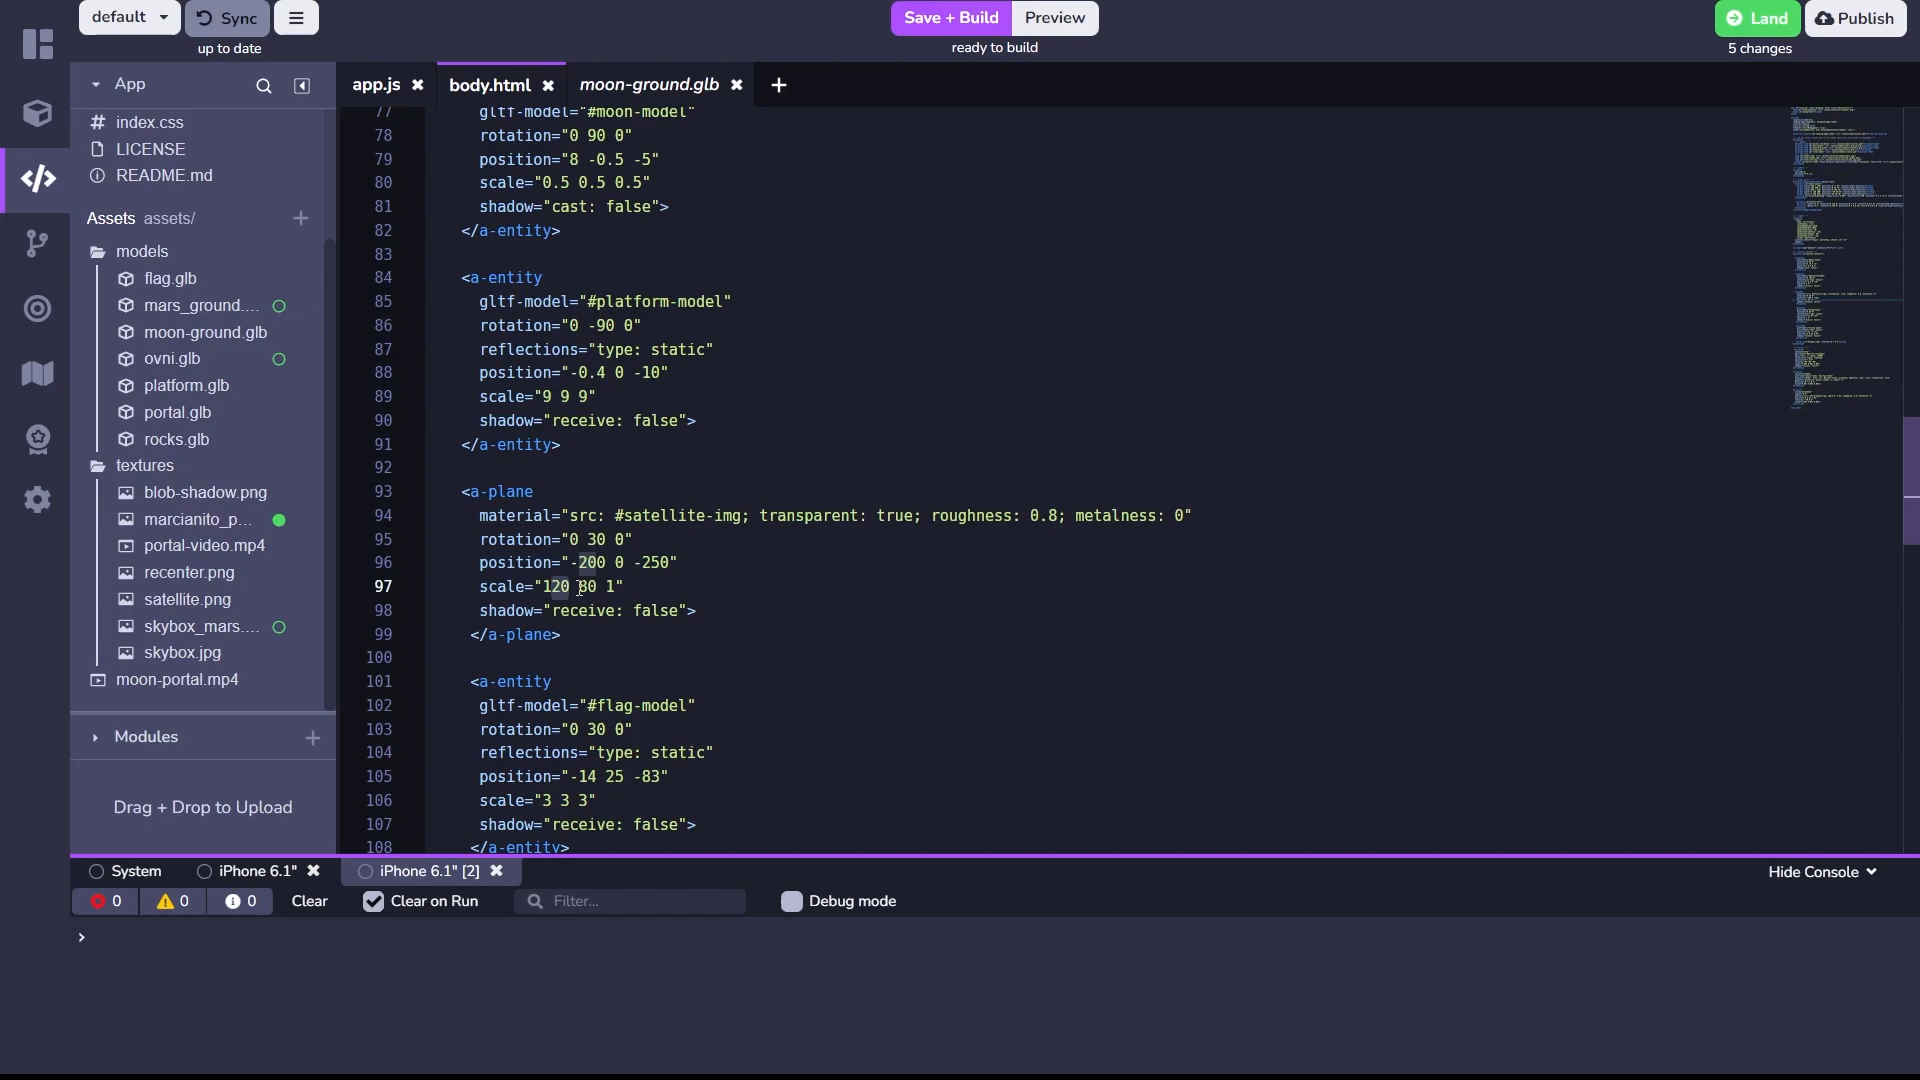 default
Sync
up to date
Save + Build
Preview
ready to build
Land
5 changes
Publish
App
index.css
LICENSE
README.md
Assets assets/
models
flag.glb
mars_ground....
moon-ground.glb
ovni.glb
platform.glb
portal.glb
rocks.glb
textures
blob-shadow.png
marcianito_p...
portal-video.mp4
recenter.png
satellite.png
skybox_mars....
skybox.jpg
moon-portal.mp4
Modules
Drag + Drop to Upload
app.js
body.html
moon-ground.glb
77 gltf-model="#moon-model"
78 rotation="0 90 0"
79 position="8 -0.5 -5"
80 scale="0.5 0.5 0.5"
81 shadow="cast: false">
82 </a-entity>
83
84 <a-entity
85 gltf-model="#platform-model"
86 rotation="0 -90 0"
87 reflections="type: static"
88 position="-0.4 0 -10"
89 scale="9 9 9"
90 shadow="receive: false">
91 </a-entity>
92
93 <a-plane
94 material="src: #satellite-img; transparent: true; roughness: 0.8; metalness: 0"
95 rotation="0 30 0"
96 position="-200 0 -250"
97 scale="120 80 1"
98 shadow="receive: false">
99 </a-plane>
100
101 <a-entity
102 gltf-model="#flag-model"
103 rotation="0 30 0"
104 reflections="type: static"
105 position="-14 25 -83"
106 scale="3 3 3"
107 shadow="receive: false">
108 </a-entity>
System
iPhone 6.1"
iPhone 6.1" [2]
Hide Console
0
0
0
Clear
Clear on Run
Filter...
Debug mode